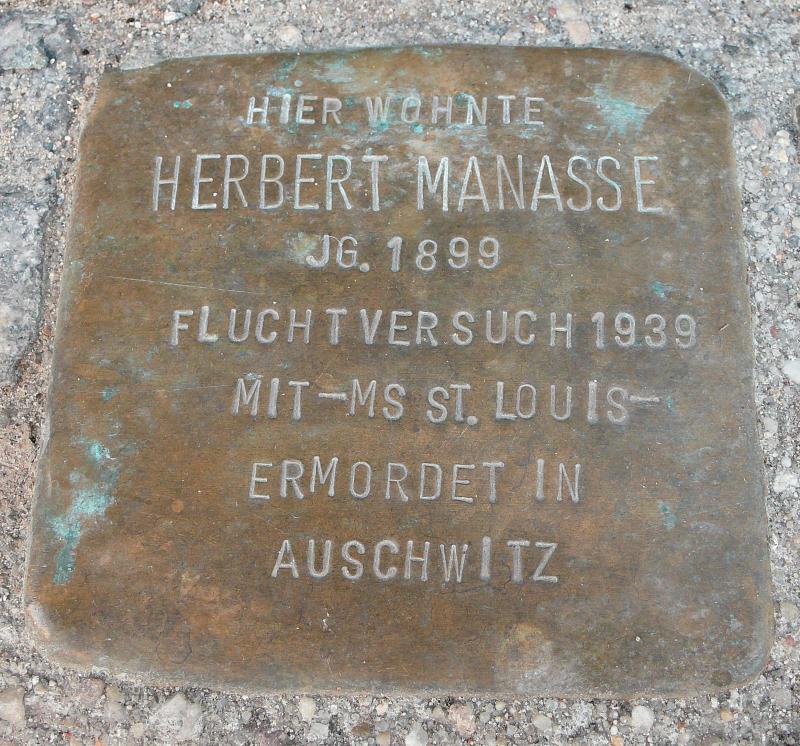 HIER WOHNTE
HERBERT MANASSE
JG. 1899
FLUCHTVERSUCH 1939
MIT -MS ST. LOUIS-
ERMORDET IN
AUSCHWITZ